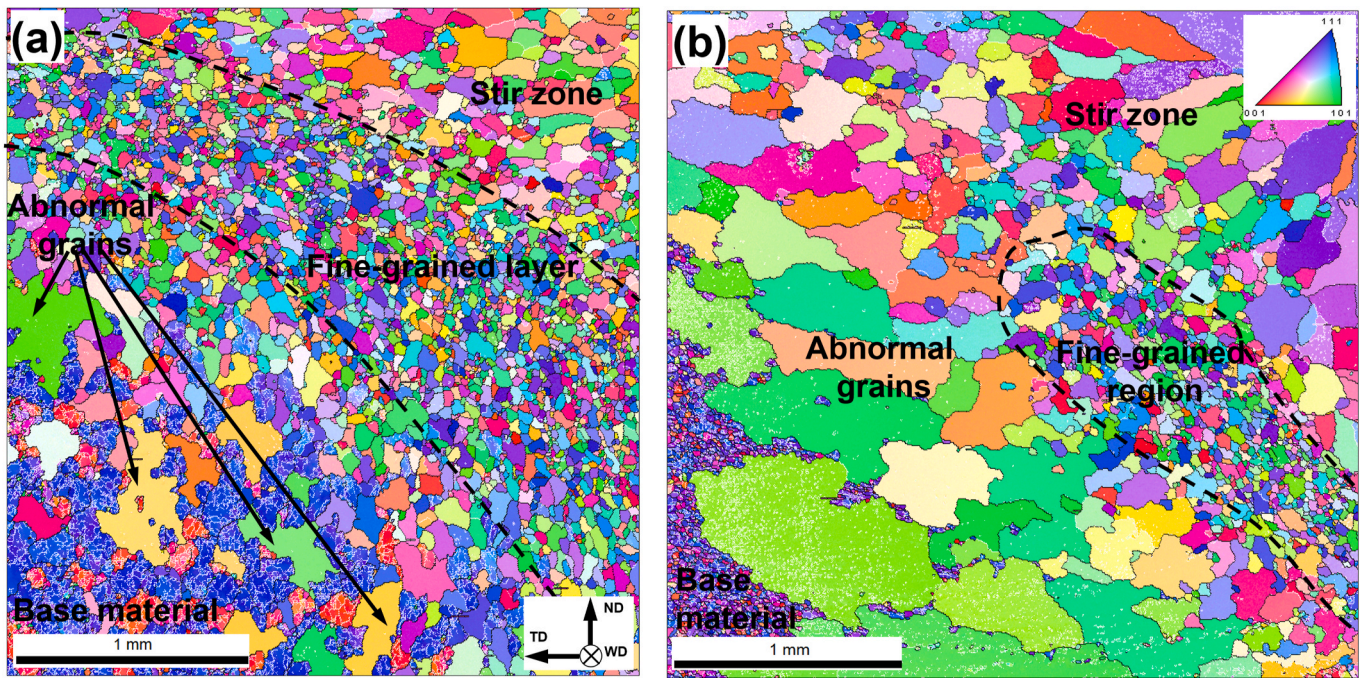 (a)
Stir zone
Abnormal
grains
Fine-grained layer
Base material
1 mm
ND
TD
WD
(b)
111
001
101
Stir zone
Abnormal
grains
Fine-grained
region
Base
material
1 mm